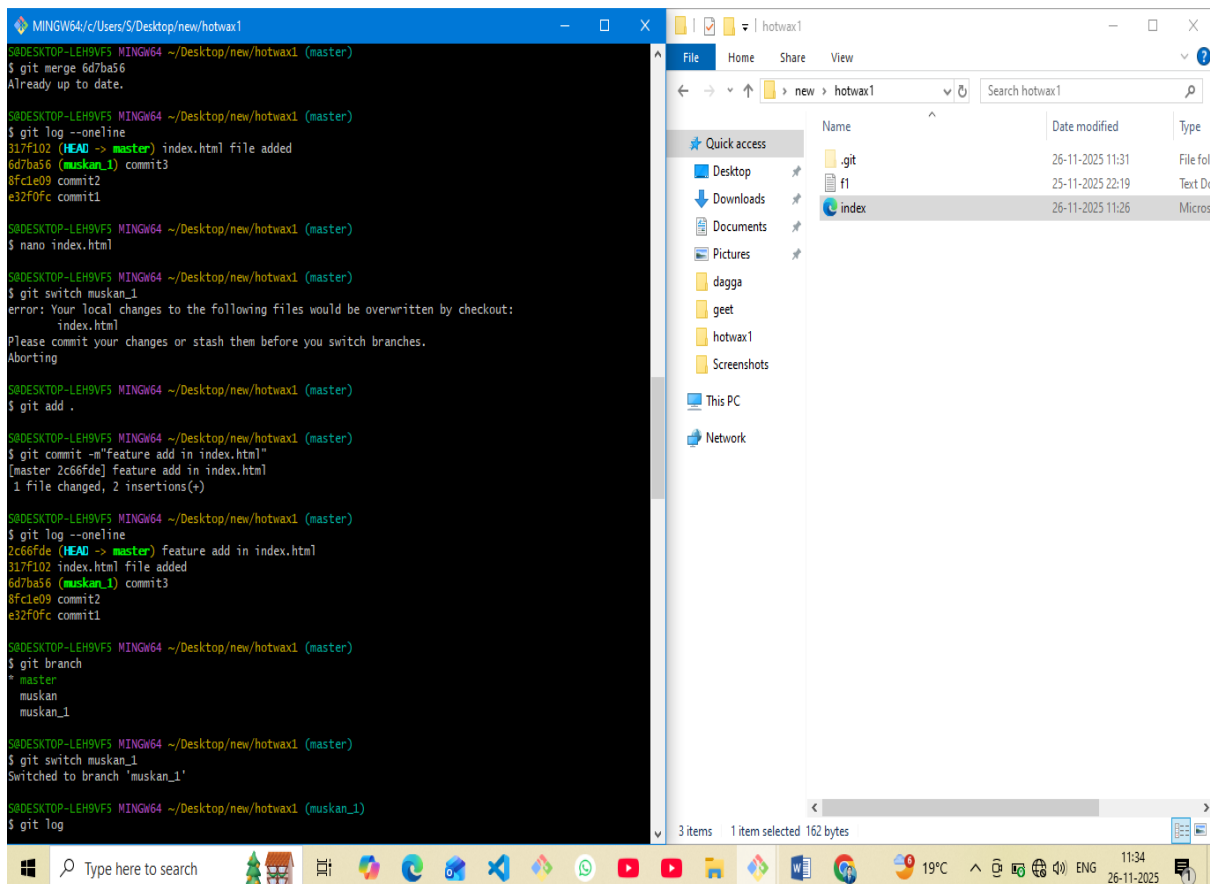 MINGW64:/c/Users/S/Desktop/new/hotwax1
S@DESKTOP-LEH9VF5 MINGW64 ~/Desktop/new/hotwax1 (master)
$ git merge 6d7ba56
Already up to date.
S@DESKTOP-LEH9VF5 MINGW64 ~/Desktop/new/hotwax1 (master)
$ git log --oneline
317f102 (HEAD -> master) index.html file added
6d7ba56 (muskan_1) commit3
8fc1e09 commit2
e32f0fc commit1
S@DESKTOP-LEH9VF5 MINGW64 ~/Desktop/new/hotwax1 (master)
$ nano index.html
S@DESKTOP-LEH9VF5 MINGW64 ~/Desktop/new/hotwax1 (master)
$ git switch muskan_1
error: Your local changes to the following files would be overwritten by checkout:
index.html
Please commit your changes or stash them before you switch branches.
Aborting
S@DESKTOP-LEH9VF5 MINGW64 ~/Desktop/new/hotwax1 (master)
$ git add .
S@DESKTOP-LEH9VF5 MINGW64 ~/Desktop/new/hotwax1 (master)
$ git commit -m"feature add in index.html"
[master 2c66fde] feature add in index.html
1 file changed, 2 insertions(+)
S@DESKTOP-LEH9VF5 MINGW64 ~/Desktop/new/hotwax1 (master)
$ git log --oneline
2c66fde (HEAD -> master) feature add in index.html
317f102 index.html file added
6d7ba56 (muskan_1) commit3
8fc1e09 commit2
e32f0fc commit1
S@DESKTOP-LEH9VF5 MINGW64 ~/Desktop/new/hotwax1 (master)
$ git branch
* master
muskan
muskan_1
S@DESKTOP-LEH9VF5 MINGW64 ~/Desktop/new/hotwax1 (master)
$ git switch muskan_1
Switched to branch 'muskan_1'
S@DESKTOP-LEH9VF5 MINGW64 ~/Desktop/new/hotwax1 (muskan_1)
$ git log
hotwax1
File Home Share View
new > hotwax1 Search hotwax1
Name Date modified Type
.git 26-11-2025 11:31 File fol
f1 25-11-2025 22:19 Text Do
index 26-11-2025 11:26 Micros
Quick access
Desktop
Downloads
Documents
Pictures
dagga
geet
hotwax1
Screenshots
This PC
Network
3 items 1 item selected 162 bytes
Type here to search
6 19°C ENG 11:34
26-11-2025 1